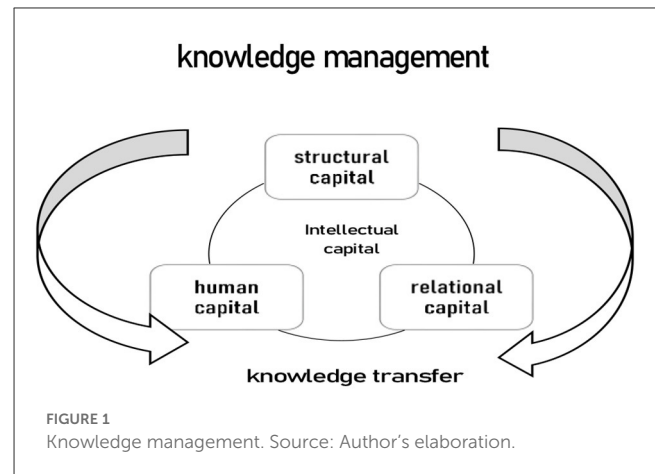 knowledge management
structural
capital
Intellectual
capital
human
capital
relational
capital
knowledge transfer
FIGURE 1
Knowledge management. Source: Author's elaboration.